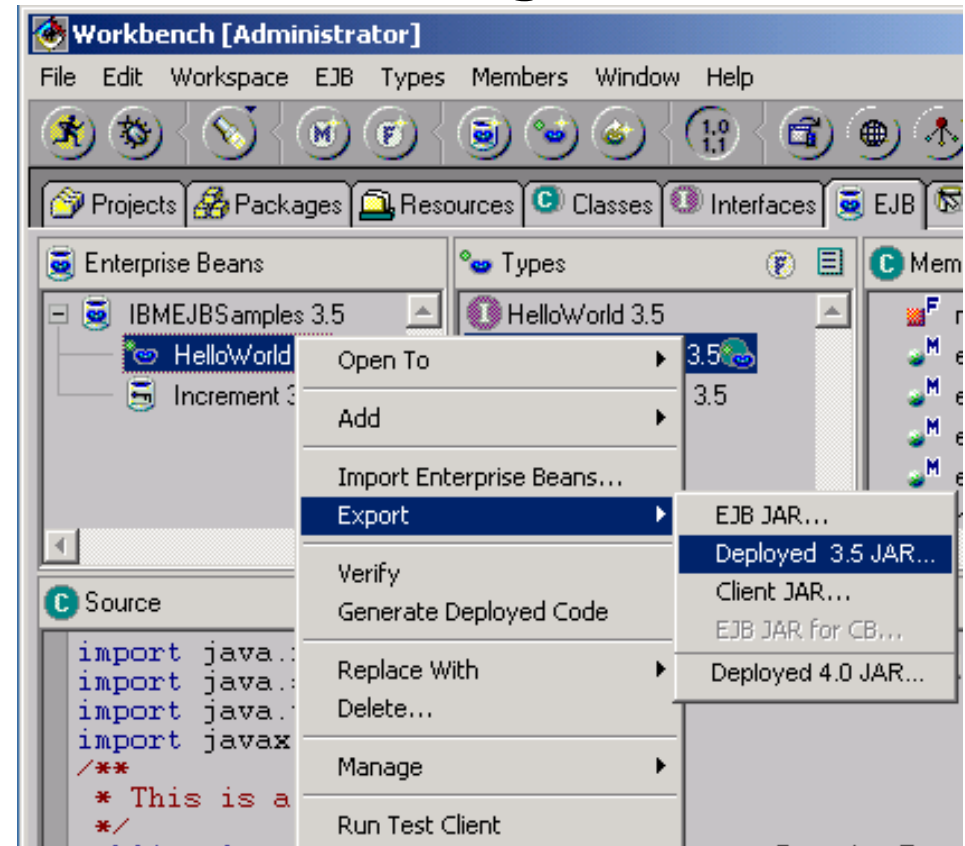 Workbench [Administrator]
File Edit Workspace EJB Types Members Window Help
M F 1.0 1.1
Projects Packages Resources C Classes I Interfaces EJB
Enterprise Beans Types F C Mem
IBMEJBSamples 3.5 I HelloWorld 3.5 F
HelloWorld 3.5 M e
Increment 3.5 M e
M e
M e
Open To
Add
Import Enterprise Beans...
Export
Verify
Generate Deployed Code
Replace With
Delete...
Manage
Run Test Client
EJB JAR...
Deployed 3.5 JAR...
Client JAR...
EJB JAR for CB...
Deployed 4.0 JAR...
C Source
import java.
import java.
import java.
import javax
/**
* This is a
*/